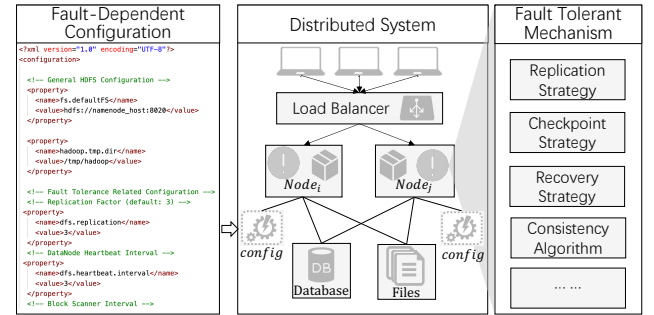 Fault-Dependent
Configuration
<?xml version="1.0" encoding="UTF-8"?>
<configuration>
<!-- General HDFS Configuration -->
<property>
<name>fs.defaultFS</name>
<value>hdfs://namenode_host:8020</value>
</property>
<property>
<name>hadoop.tmp.dir</name>
<value>/tmp/hadoop</value>
</property>
<!-- Fault Tolerance Related Configuration -->
<!-- Replication Factor (default: 3) -->
<property>
<name>dfs.replication</name>
<value>3</value>
</property>
<!-- DataNode Heartbeat Interval -->
<property>
<name>dfs.heartbeat.interval</name>
<value>3</value>
</property>
<!-- Block Scanner Interval -->
Distributed System
Load Balancer
Node_i
Node_j
config
config
DB
Database
Files
Fault Tolerant
Mechanism
Replication
Strategy
Checkpoint
Strategy
Recovery
Strategy
Consistency
Algorithm
... ...